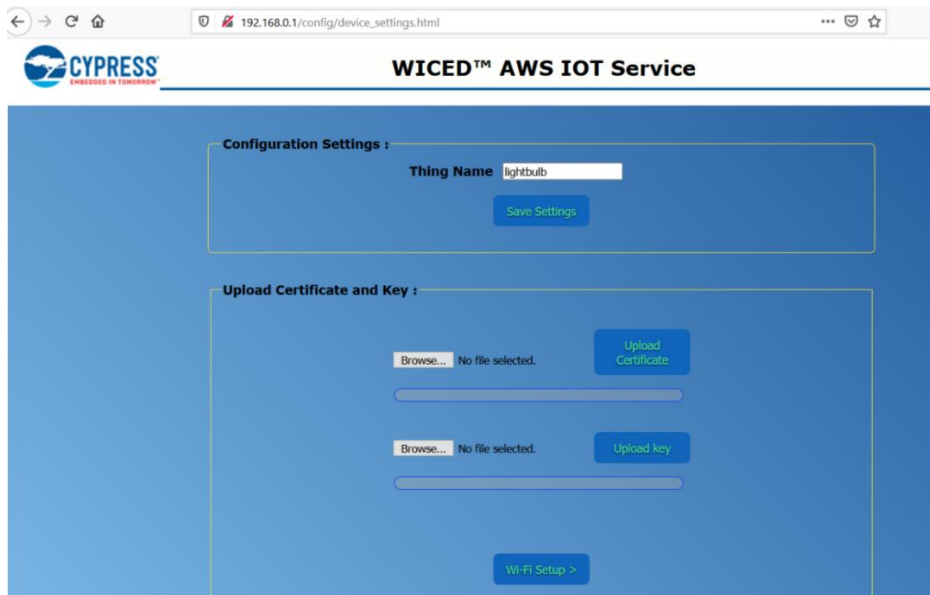 192.168.0.1/config/device_settings.html
CYPRESS
EMBEDDED IN TOMORROW™
WICED™ AWS IOT Service
Configuration Settings :
Thing Name lightbulb
Save Settings
Upload Certificate and Key :
Browse... No file selected.
Upload
Certificate
Browse... No file selected. Upload key
Wi-Fi Setup >